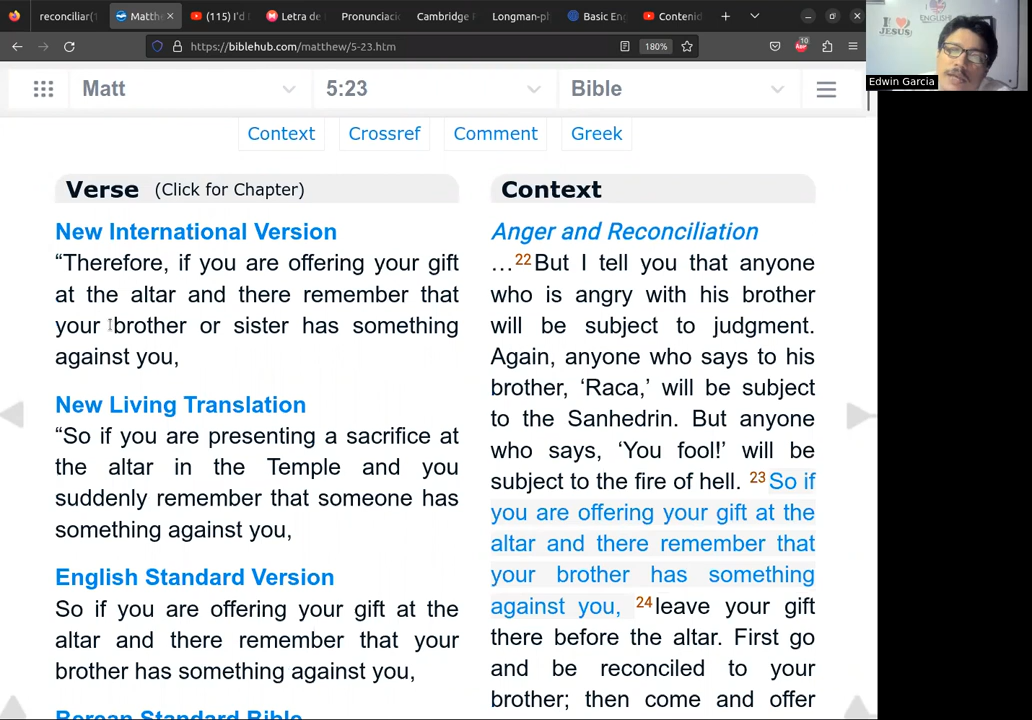 reconciliar(
Matth
(115) I'd
Letra de
Pronunciaci
Cambridge
Longman-p
Basic En
Contenid
https://biblehub.com/matthew/5-23.htm
180%
10
I ♥ JESUS!
ENGLISH
Edwin Garcia
Matt
5:23
Bible
Context
Crossref
Comment
Greek
Verse (Click for Chapter)
New International Version
“Therefore, if you are offering your gift
at the altar and there remember that
your brother or sister has something
against you,
New Living Translation
“So if you are presenting a sacrifice at
the altar in the Temple and you
suddenly remember that someone has
something against you,
English Standard Version
So if you are offering your gift at the
altar and there remember that your
brother has something against you,
Berean Standard Bible
Context
Anger and Reconciliation
…22But I tell you that anyone
who is angry with his brother
will be subject to judgment.
Again, anyone who says to his
brother, ‘Raca,’ will be subject
to the Sanhedrin. But anyone
who says, ‘You fool!’ will be
subject to the fire of hell. 23So if
you are offering your gift at the
altar and there remember that
your brother has something
against you, 24leave your gift
there before the altar. First go
and be reconciled to your
brother; then come and offer